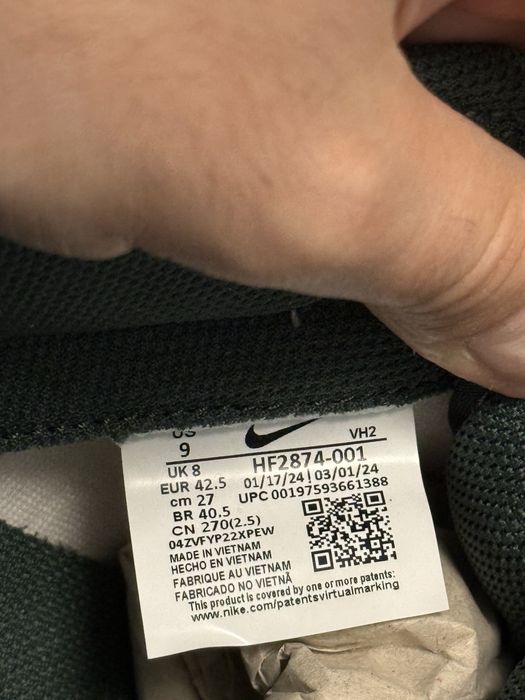 US
9
VH2
UK 8
HF2874-001
EUR 42.5
01/17/24 | 03/01/24
cm 27
UPC 00197593661388
BR 40.5
CN 270(2.5)
04ZVFYP22XPEW
MADE IN VIETNAM
HECHO EN VIETNAM
FABRIQUE AU VIETNAM
FABRICADO NO VIETNÃ
This product is covered by one or more patents:
www.nike.com/patentsvirtualmarking